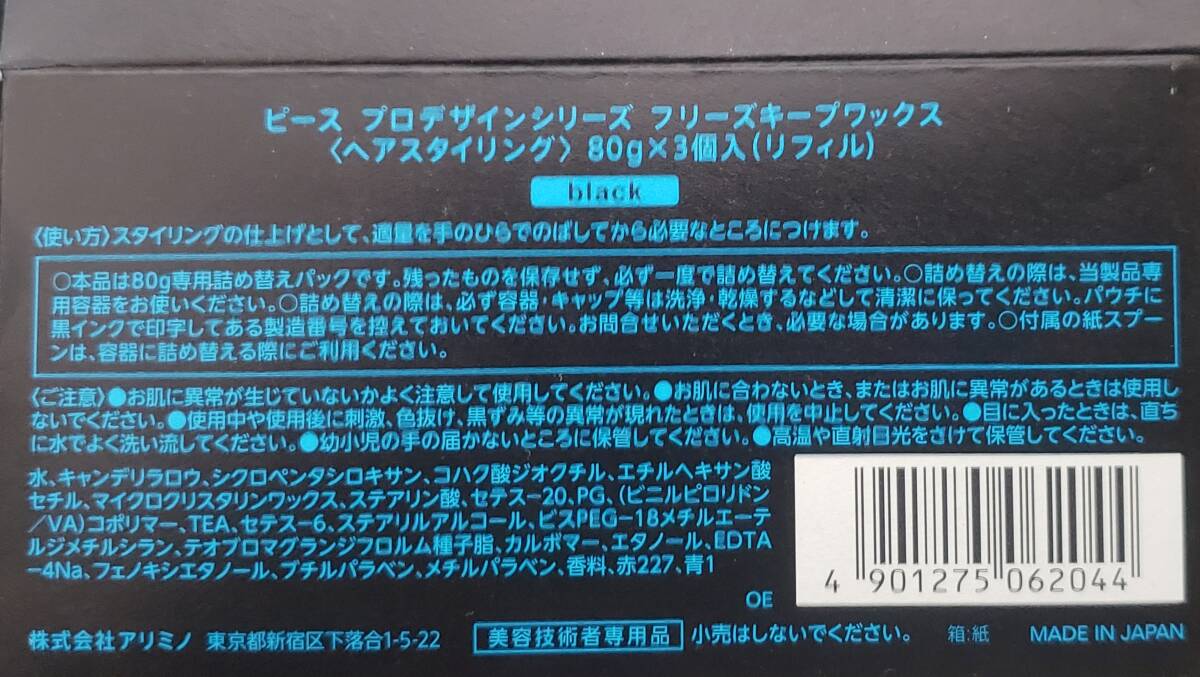 ピース プロデザインシリーズ フリーズキープワックス
〈ヘアスタイリング〉 80g×3個入(リフィル)
black
〈使い方〉スタイリングの仕上げとして、適量を手のひらでのばしてから必要なところにつけます。
○本品は80g専用詰め替えパックです。残ったものを保存せず、必ず一度で詰め替えてください。○詰め替えの際は、当製品専
用容器をお使いください。○詰め替えの際は、必ず容器・キャップ等は洗浄・乾燥するなどして清潔に保ってください。パウチに
黒インクで印字してある製造番号を控えておいてください。お問合せいただくとき、必要な場合があります。○付属の紙スプー
ンは、容器に詰め替える際にご利用ください。
〈ご注意〉●お肌に異常が生じていないかよく注意して使用してください。●お肌に合わないとき、またはお肌に異常があるときは使用し
ないでください。●使用中や使用後に刺激、色抜け、黒ずみ等の異常が現れたときは、使用を中止してください。●目に入ったときは、直ち
に水でよく洗い流してください。●幼小児の手の届かないところに保管してください。●高温や直射日光をさけて保管してください。
水、キャンデリラロウ、シクロペンタシロキサン、コハク酸ジオクチル、エチルヘキサン酸
セチル、マイクロクリスタリンワックス、ステアリン酸、セテス-20、PG、(ビニルピロリドン
/VA)コポリマー、TEA、セテス-6、ステアリルアルコール、ビスPEG-18メチルエーテ
ルジメチルシラン、テオブロマグランジフロルム種子脂、カルボマー、エタノール、EDTA
-4Na、フェノキシエタノール、ブチルパラベン、メチルパラベン、香料、赤227、青1
OE
4 901275 062044
株式会社アリミノ 東京都新宿区下落合1-5-22 美容技術者専用品 小売はしないでください。 箱:紙 MADE IN JAPAN